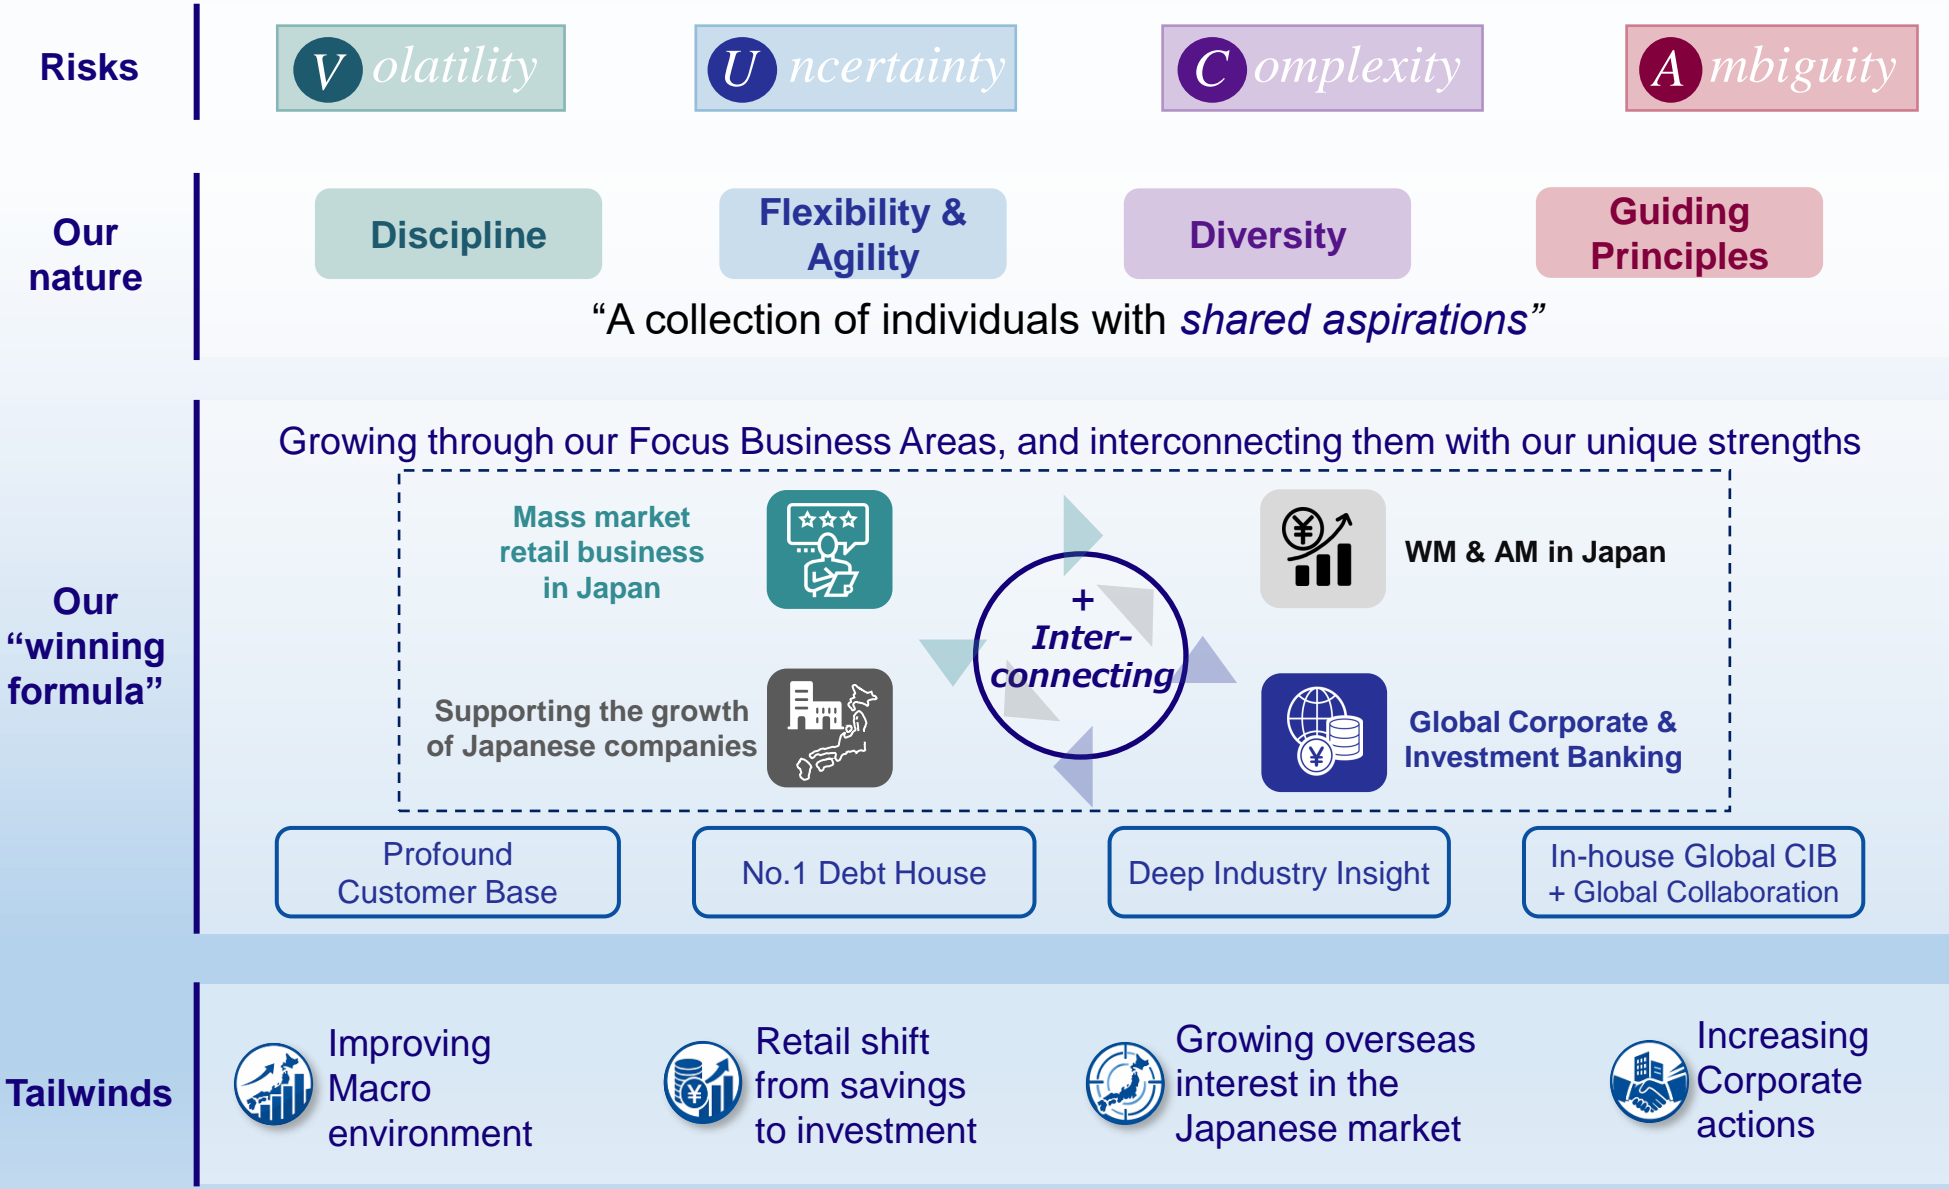 Risks
Volatility
Uncertainty
Complexity
Ambiguity
Our
nature
Discipline
Flexibility &
Agility
Diversity
Guiding
Principles
“A collection of individuals with shared aspirations”
Our
“winning
formula”
Growing through our Focus Business Areas, and interconnecting them with our unique strengths
Mass market
retail business
in Japan
WM & AM in Japan
+
Inter-
connecting
Supporting the growth
of Japanese companies
Global Corporate &
Investment Banking
Profound
Customer Base
No.1 Debt House
Deep Industry Insight
In-house Global CIB
+ Global Collaboration
Tailwinds
Improving
Macro
environment
Retail shift
from savings
to investment
Growing overseas
interest in the
Japanese market
Increasing
Corporate
actions